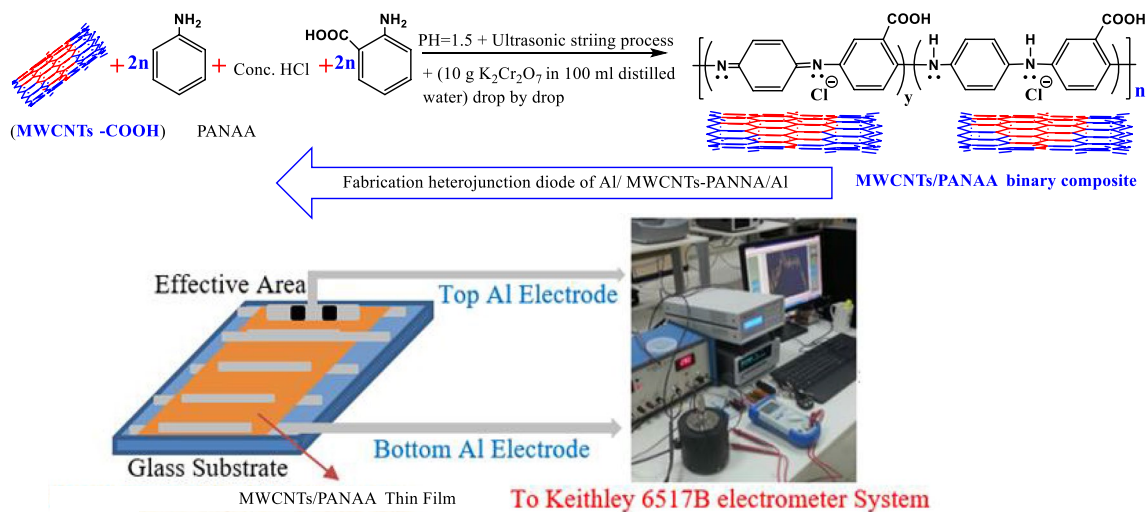 NH₂
NH₂
HOOC
+ 2n + Conc. HCl + 2n
PH=1.5 + Ultrasonic striing process
+ (10 g K₂Cr₂O₇ in 100 ml distilled
water) drop by drop
COOH
COOH
H
H
N
N
N
N
Cl⊖
Cl⊖
y
n
(MWCNTs -COOH) PANAA
MWCNTs/PANAA binary composite
Fabrication heterojunction diode of Al/ MWCNTs-PANNA/Al
Effective Area
Top Al Electrode
Bottom Al Electrode
Glass Substrate
MWCNTs/PANAA Thin Film
To Keithley 6517B electrometer System